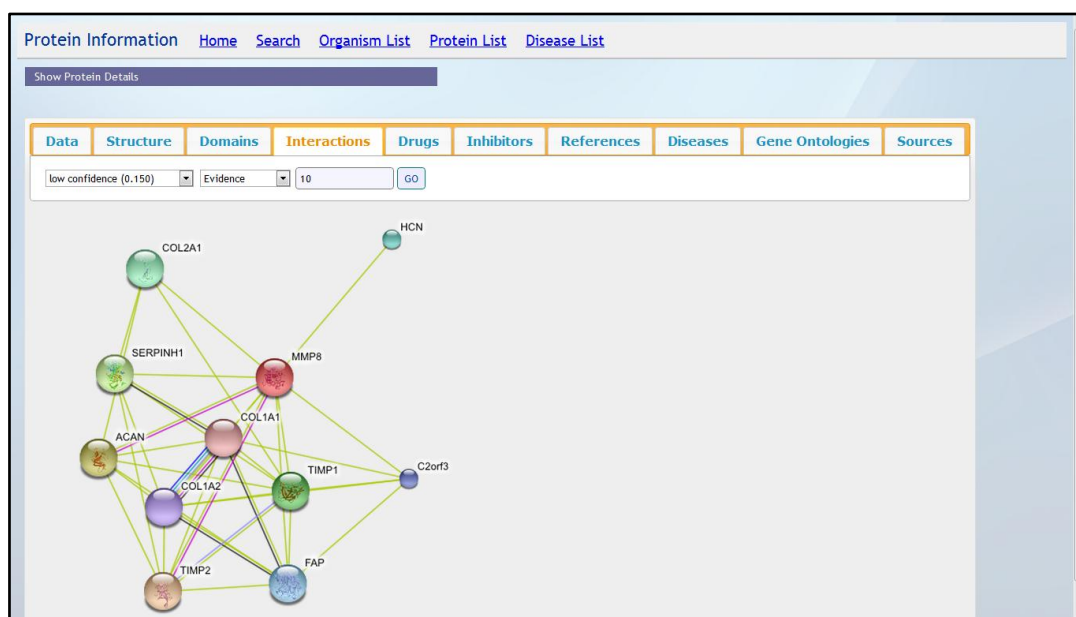 Protein Information Home Search Organism List Protein List Disease List
Show Protein Details
Data Structure Domains Interactions Drugs Inhibitors References Diseases Gene Ontologies Sources
low confidence (0.150) Evidence 10 GO
HCN
COL2A1
SERPINH1
MMP8
COL1A1
ACAN
C2orf3
TIMP1
COL1A2
FAP
TIMP2